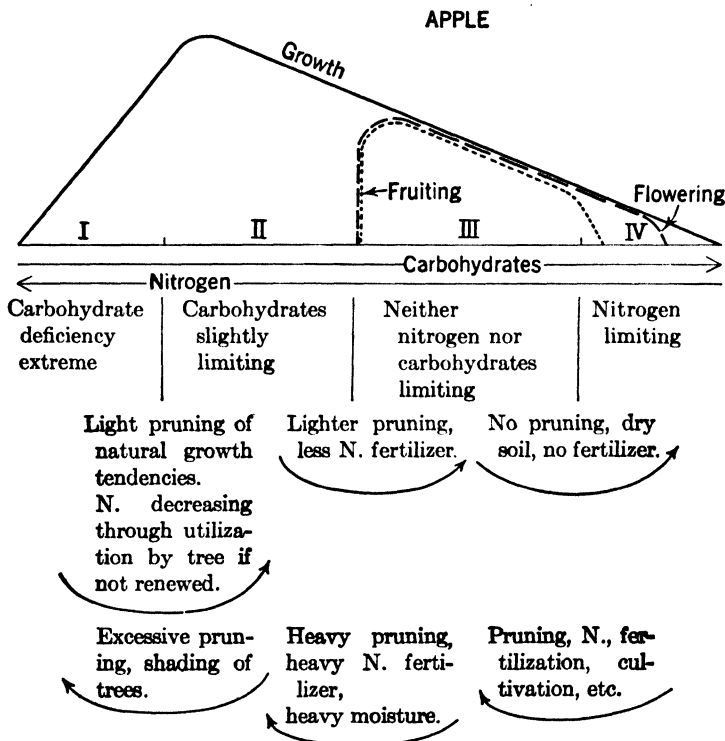 APPLE
Growth
Fruiting
Flowering
I
II
III
IV
Carbohydrates
Nitrogen
Carbohydrate
deficiency
extreme
Carbohydrates
slightly
limiting
Neither
nitrogen nor
carbohydrates
limiting
Nitrogen
limiting
Light pruning of
natural growth
tendencies.
N. decreasing
through utiliza-
tion by tree if
not renewed.
Lighter pruning,
less N. fertilizer.
No pruning, dry
soil, no fertilizer.
Excessive prun-
ing, shading of
trees.
Heavy pruning,
heavy N. ferti-
lizer,
heavy moisture.
Pruning, N., fer-
tilization, cul-
tivation, etc.